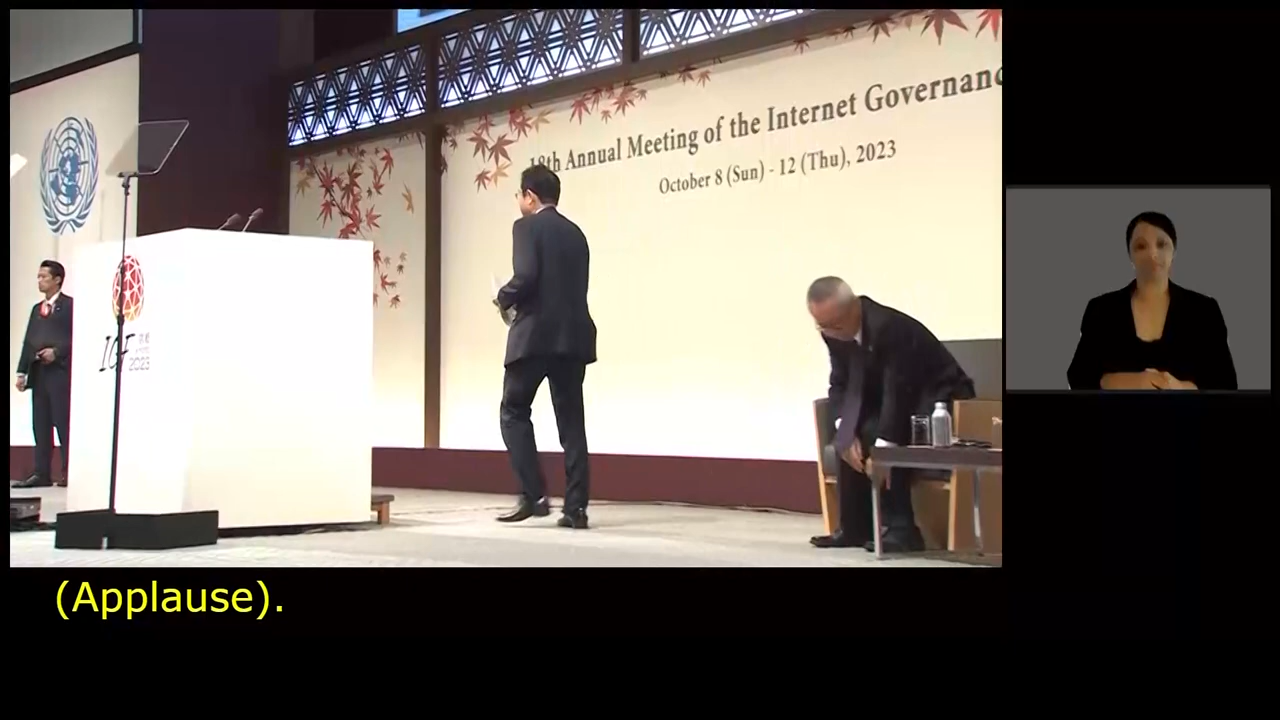 18th Annual Meeting of the Internet Governanc
October 8 (Sun) - 12 (Thu), 2023
IGF
2023
(Applause).